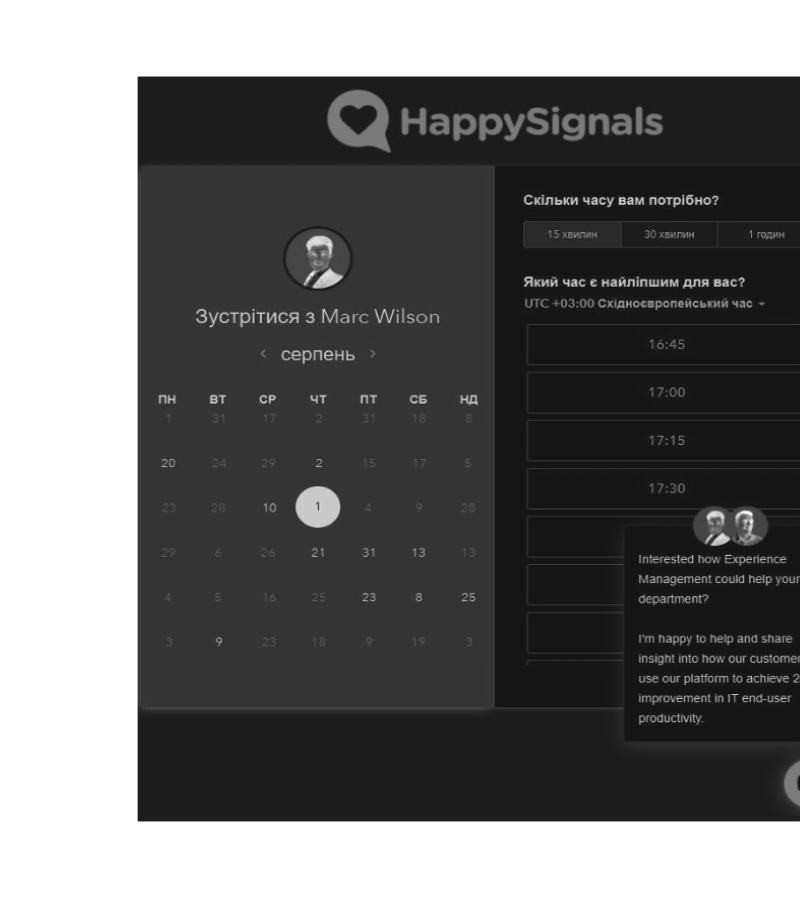 HappySignals
Зустрітися з Marc Wilson
‹ серпень ›
ПН ВТ СР ЧТ ПТ СБ НД
1 31 17 2 31 18 8
20 24 29 2 15 17 5
23 28 10 1 4 9 28
29 6 26 21 31 13 13
4 5 16 25 23 8 25
3 9 23 18 9 19 3
Скільки часу вам потрібно?
15 хвилин 30 хвилин 1 годин
Який час є найліпшим для вас?
UTC +03:00 Східноєвропейський час
16:45
17:00
17:15
17:30
Interested how Experience
Management could help your
department?
I'm happy to help and share
insight into how our customer
use our platform to achieve 2
improvement in IT end-user
productivity.